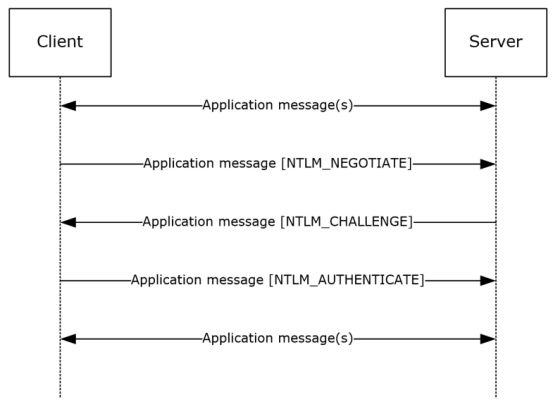 Client
Server
Application message(s)
Application message [NTLM_NEGOTIATE]
Application message [NTLM_CHALLENGE]
Application message [NTLM_AUTHENTICATE]
Application message(s)